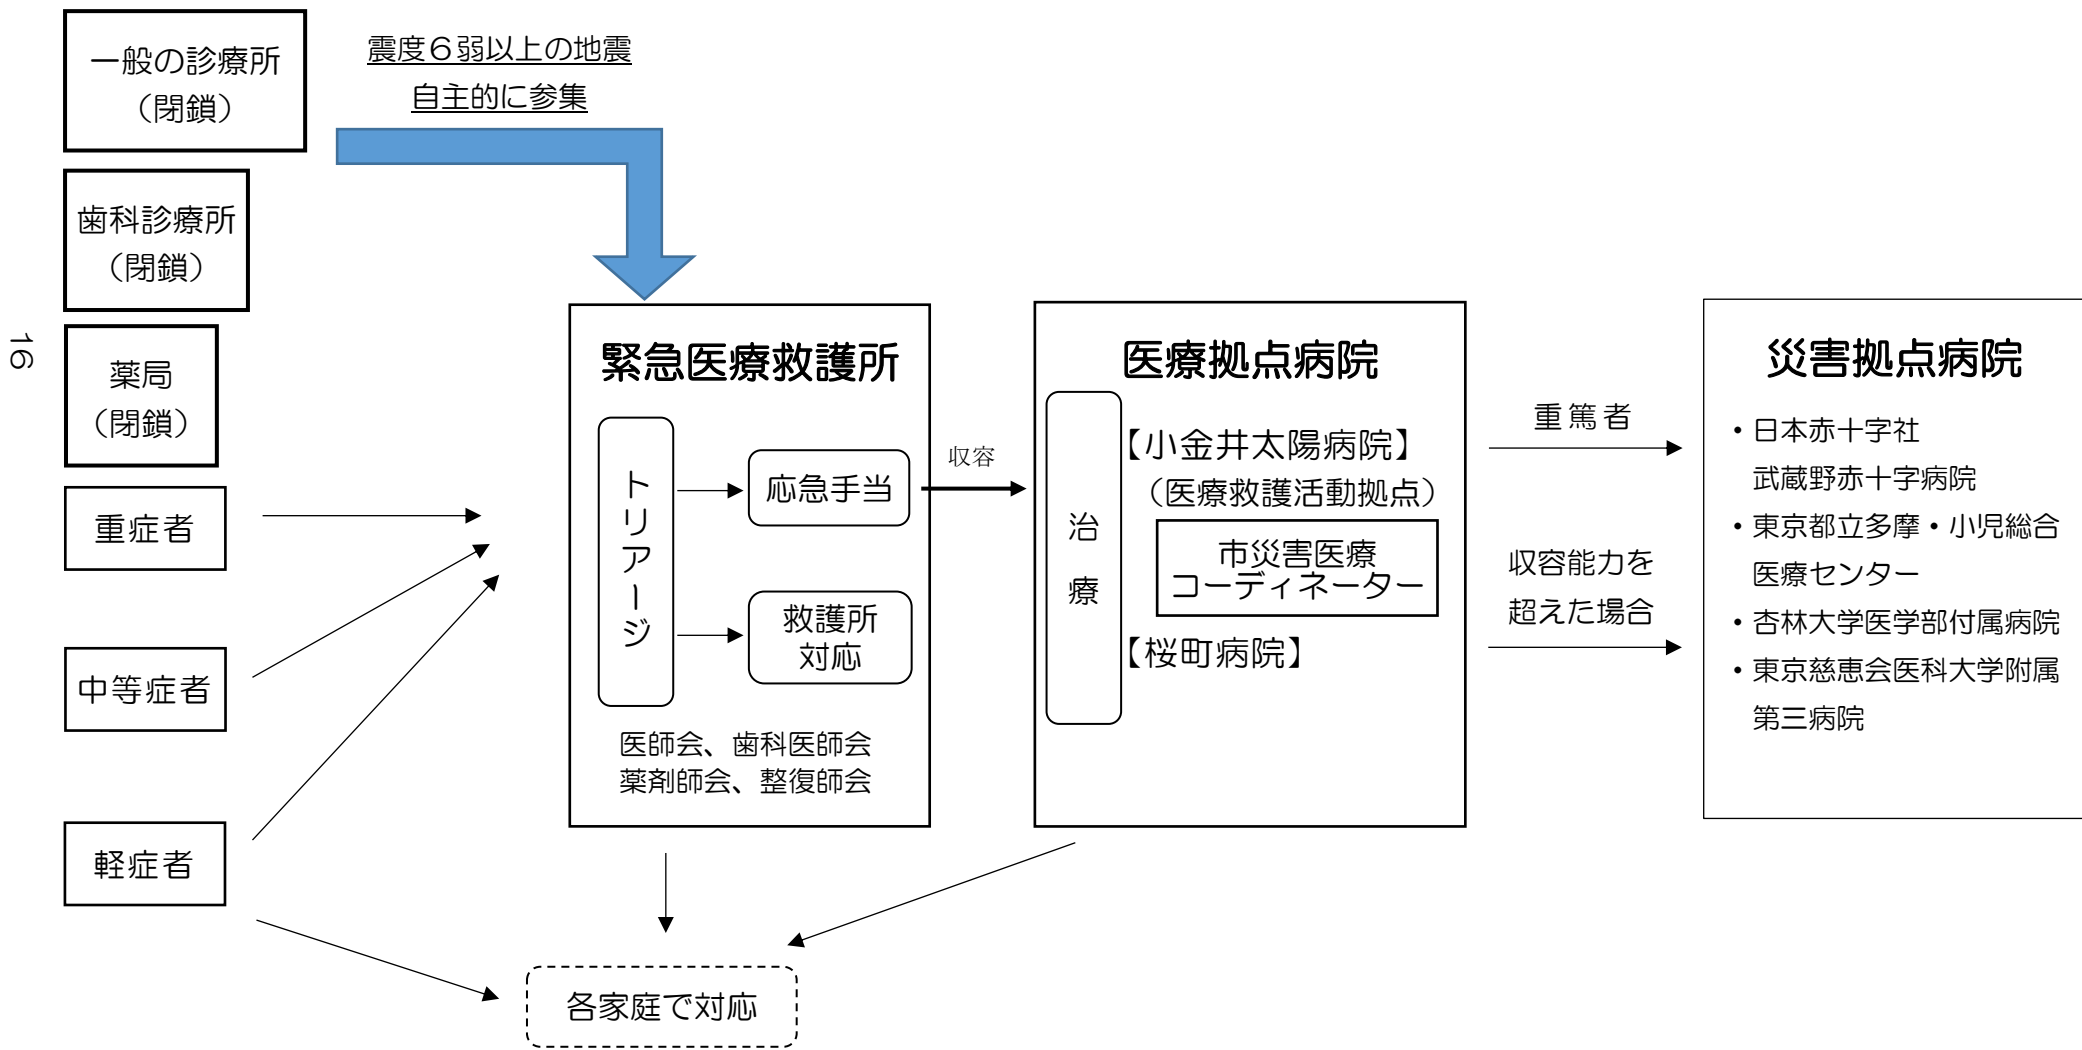 一般の診療所
（閉鎖）
震度６弱以上の地震
自主的に参集
歯科診療所
（閉鎖）
薬局
（閉鎖）
重症者
中等症者
軽症者
緊急医療救護所
トリアージ
応急手当
救護所
対応
医師会、歯科医師会
薬剤師会、整復師会
収容
医療拠点病院
治療
【小金井太陽病院】
（医療救護活動拠点）
市災害医療
コーディネーター
【桜町病院】
重篤者
収容能力を
超えた場合
災害拠点病院
・日本赤十字社
武蔵野赤十字病院
・東京都立多摩・小児総合
医療センター
・杏林大学医学部付属病院
・東京慈恵会医科大学附属
第三病院
各家庭で対応
16